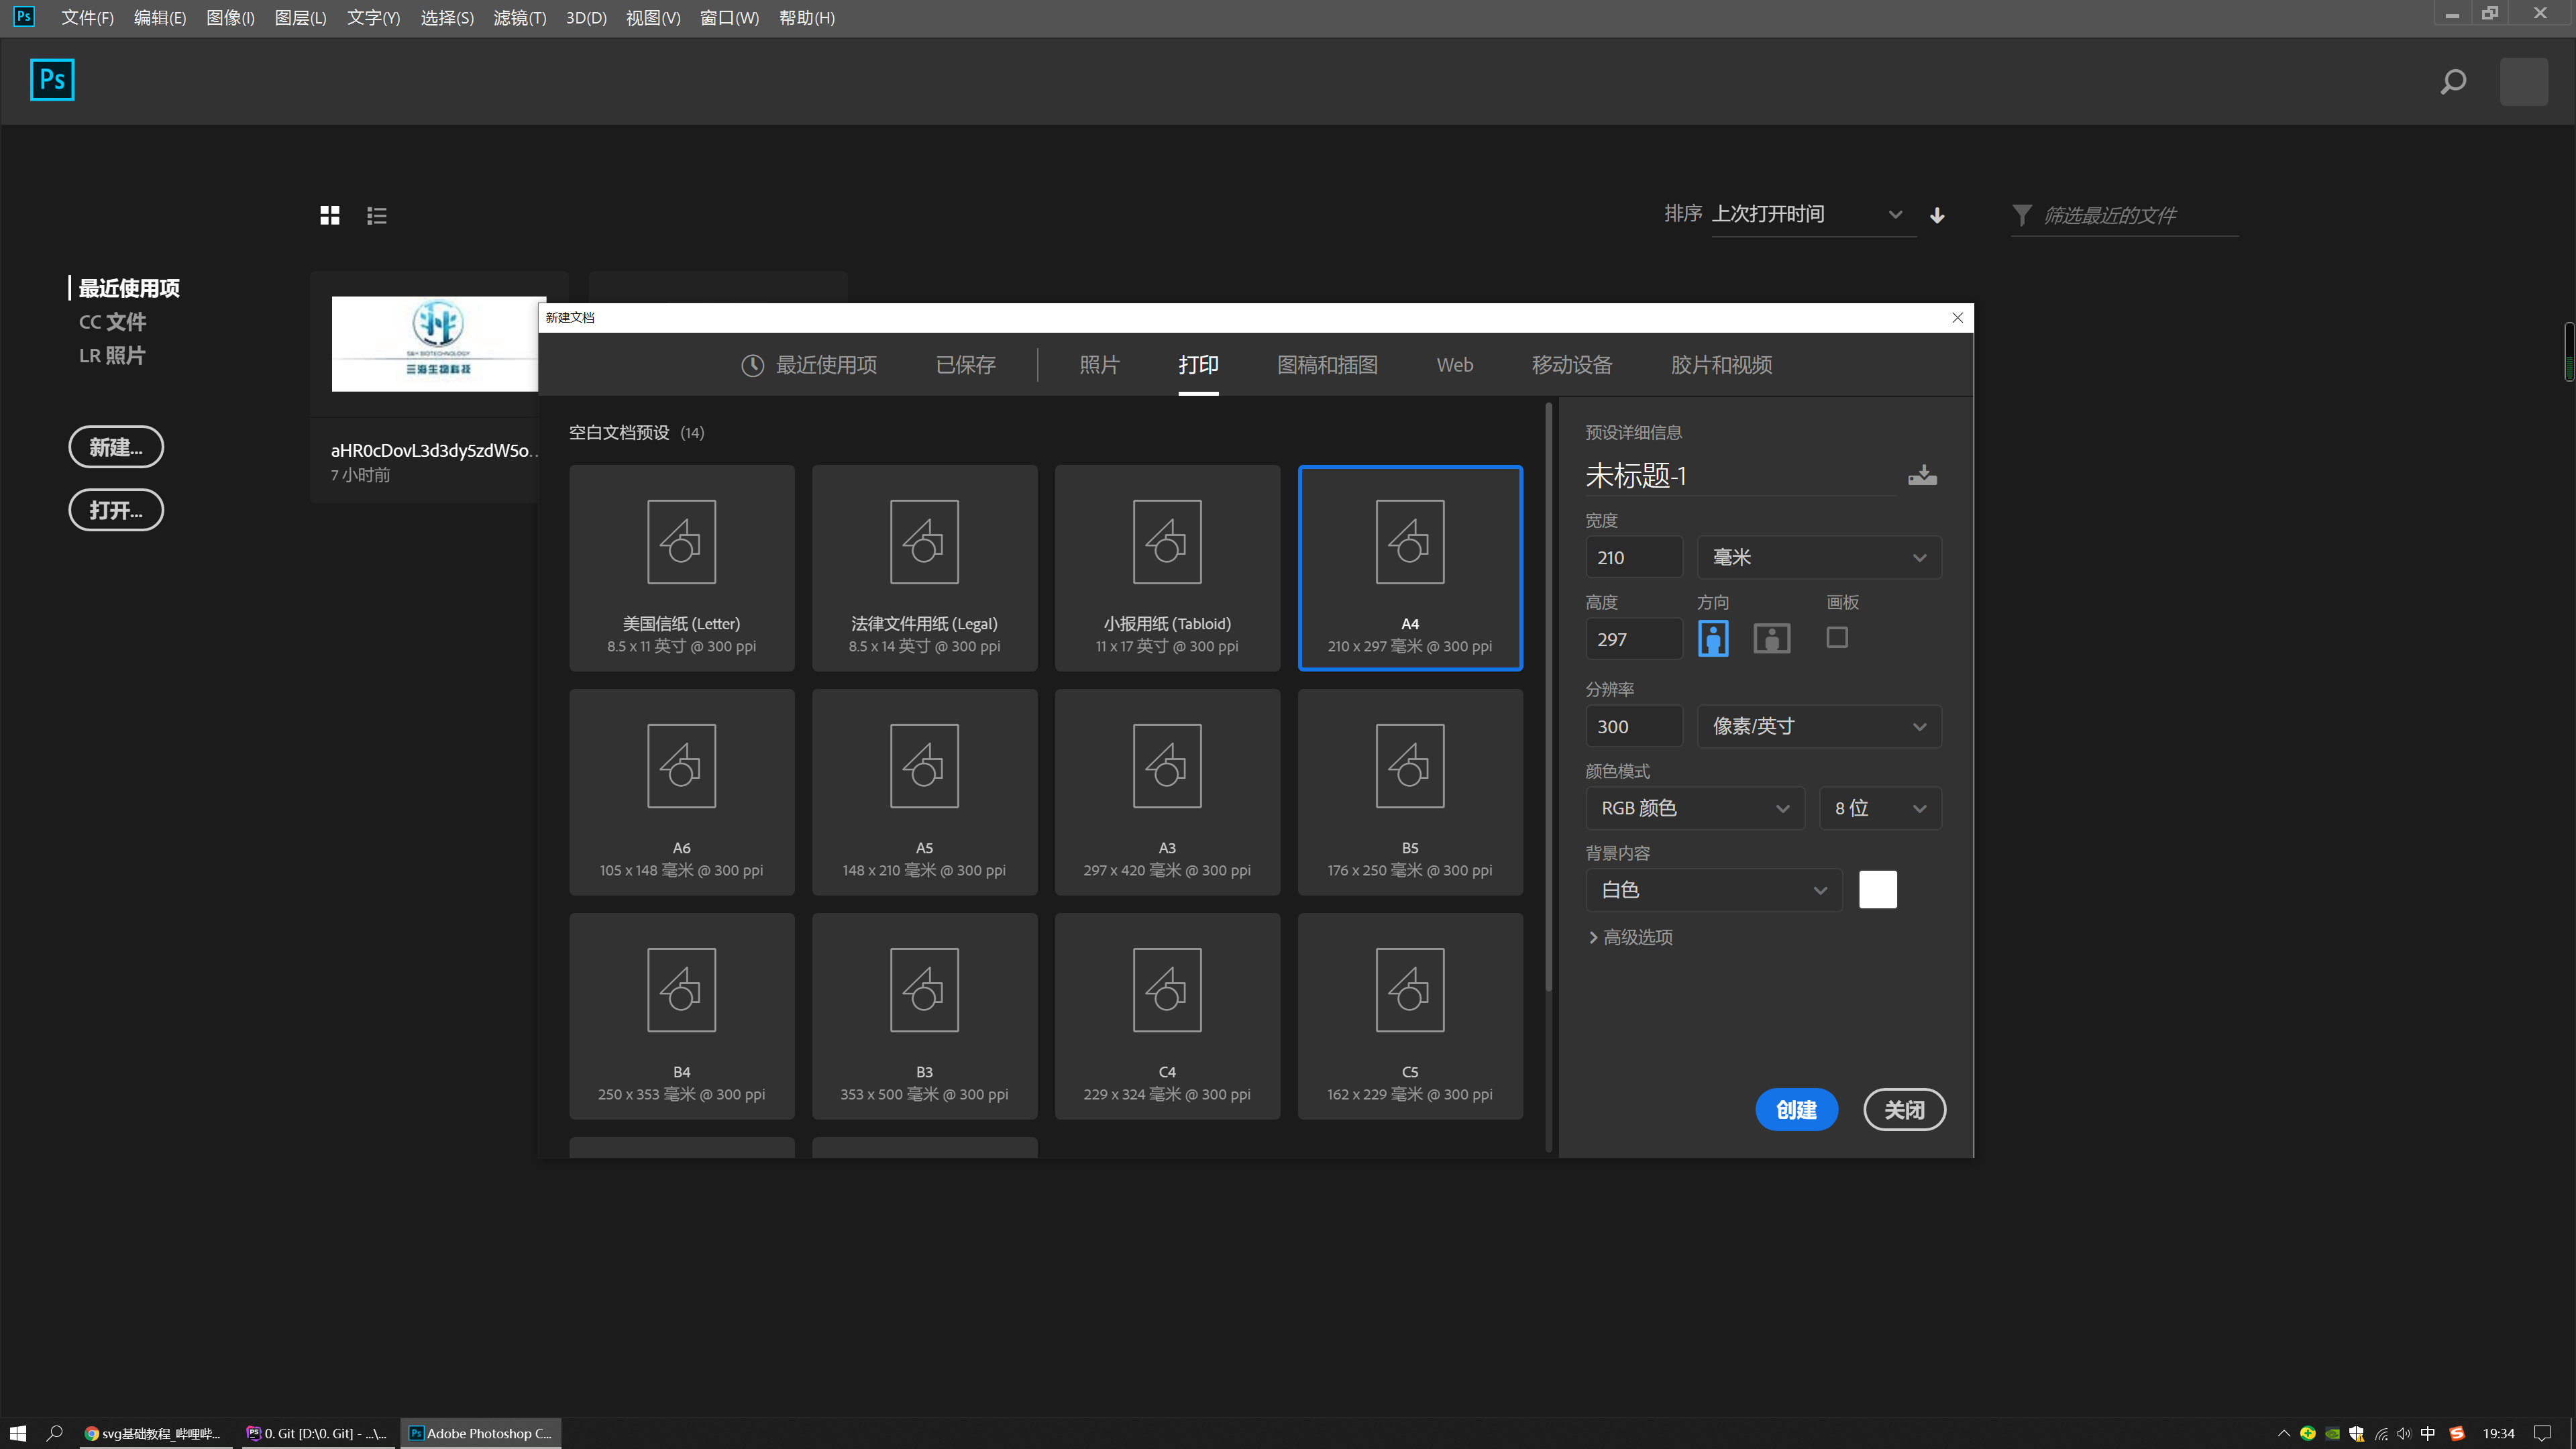 Ps 文件(F) 编辑(E) 图像(I) 图层(L) 文字(Y) 选择(S) 滤镜(T) 3D(D) 视图(V) 窗口(W) 帮助(H)
Ps
排序 上次打开时间 筛选最近的文件
最近使用项
CC 文件
LR 照片
新建...
打开...
三海生物科技
aHR0cDovL3d3dy5zdW5o...
7 小时前
新建文档
最近使用项 已保存 照片 打印 图稿和插图 Web 移动设备 胶片和视频
空白文档预设 (14)
美国信纸 (Letter)
8.5 x 11 英寸 @ 300 ppi
法律文件用纸 (Legal)
8.5 x 14 英寸 @ 300 ppi
小报用纸 (Tabloid)
11 x 17 英寸 @ 300 ppi
A4
210 x 297 毫米 @ 300 ppi
A6
105 x 148 毫米 @ 300 ppi
A5
148 x 210 毫米 @ 300 ppi
A3
297 x 420 毫米 @ 300 ppi
B5
176 x 250 毫米 @ 300 ppi
B4
250 x 353 毫米 @ 300 ppi
B3
353 x 500 毫米 @ 300 ppi
C4
229 x 324 毫米 @ 300 ppi
C5
162 x 229 毫米 @ 300 ppi
预设详细信息
未标题-1
宽度
210 毫米
高度 方向 画板
297
分辨率
300 像素/英寸
颜色模式
RGB 颜色 8 位
背景内容
白色
高级选项
创建 关闭
svg基础教程_哔哩哔... PS 0. Git [D:\0. Git] - ...\... Ps Adobe Photoshop C... 中 19:34